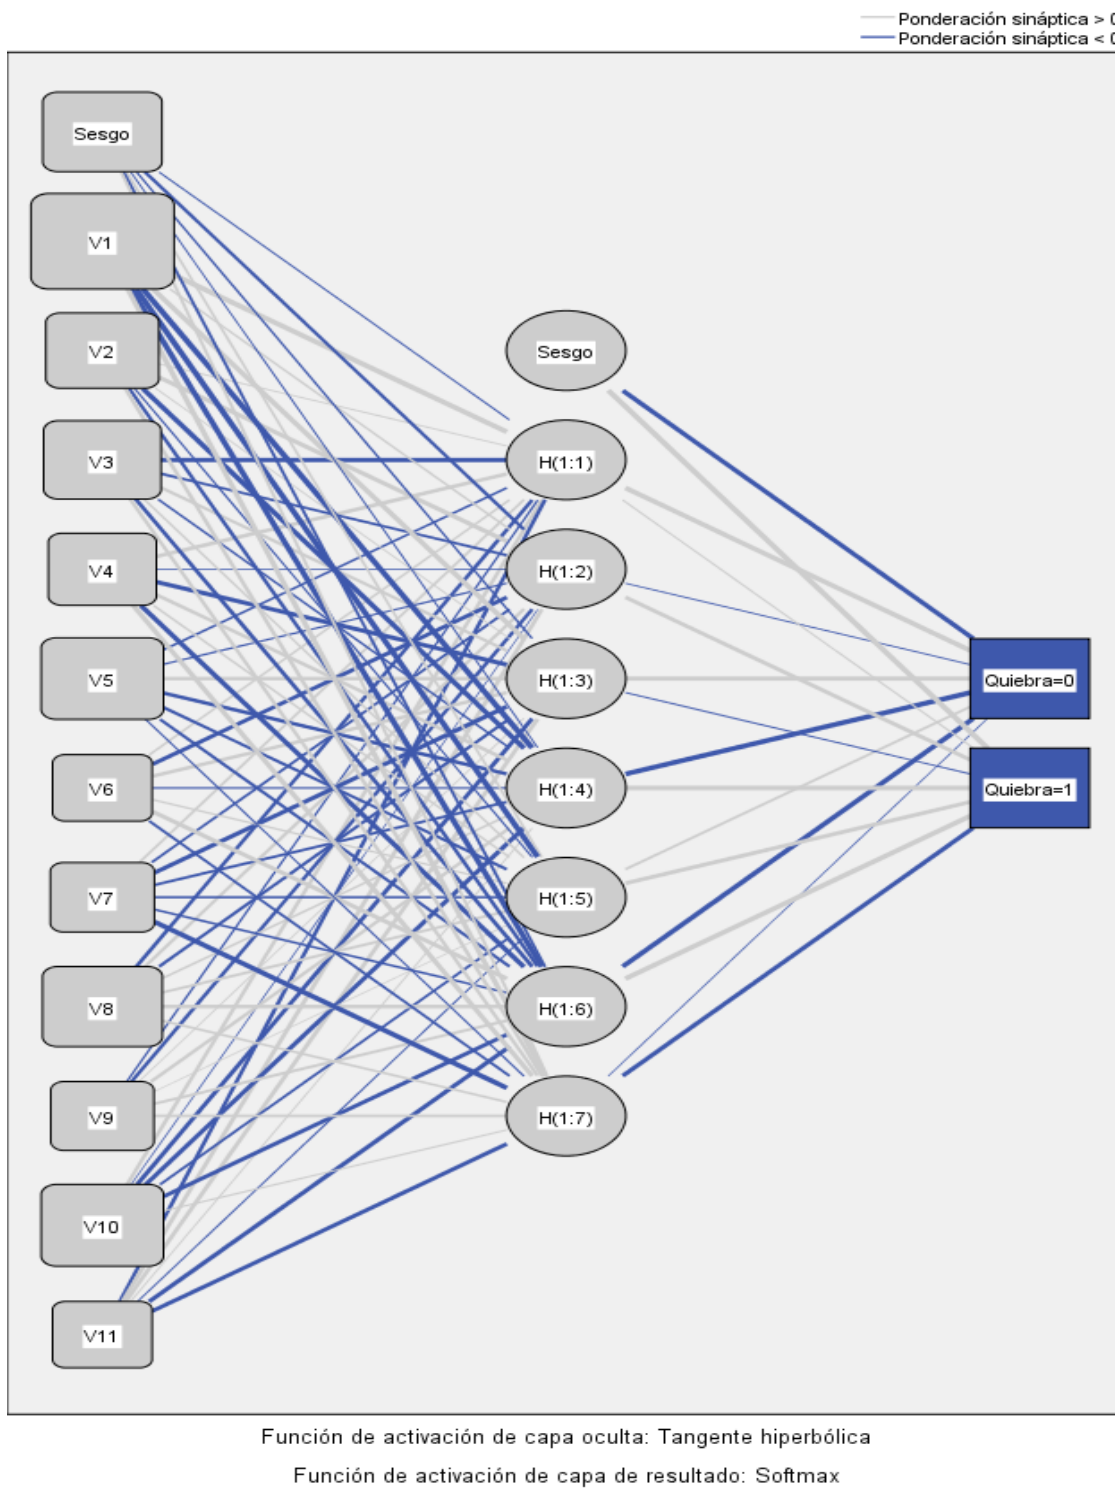 Ponderación sináptica > 0
Ponderación sináptica < 0
Sesgo
V1
V2
V3
V4
V5
V6
V7
V8
V9
V10
V11
Sesgo
H(1:1)
H(1:2)
H(1:3)
H(1:4)
H(1:5)
H(1:6)
H(1:7)
Quiebra=0
Quiebra=1
Función de activación de capa oculta: Tangente hiperbólica
Función de activación de capa de resultado: Softmax